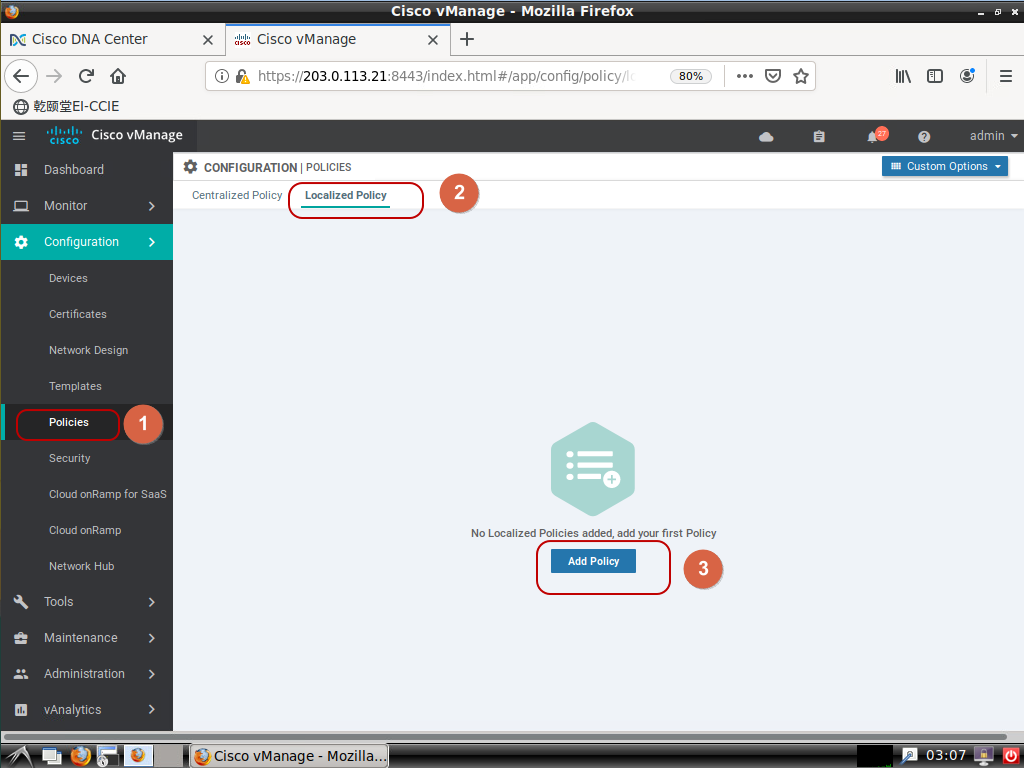 Cisco vManage - Mozilla Firefox
Cisco DNA Center
Cisco vManage
https://203.0.113.21:8443/index.html#/app/config/policy/
80%
乾颐堂EI-CCIE
cisco Cisco vManage
27
admin
Dashboard
Monitor
Configuration
Devices
Certificates
Network Design
Templates
Policies
1
Security
Cloud onRamp for SaaS
Cloud onRamp
Network Hub
Tools
Maintenance
Administration
vAnalytics
CONFIGURATION | POLICIES
Custom Options
Centralized Policy
Localized Policy
2
No Localized Policies added, add your first Policy
Add Policy
3
Cisco vManage - Mozilla...
03:07